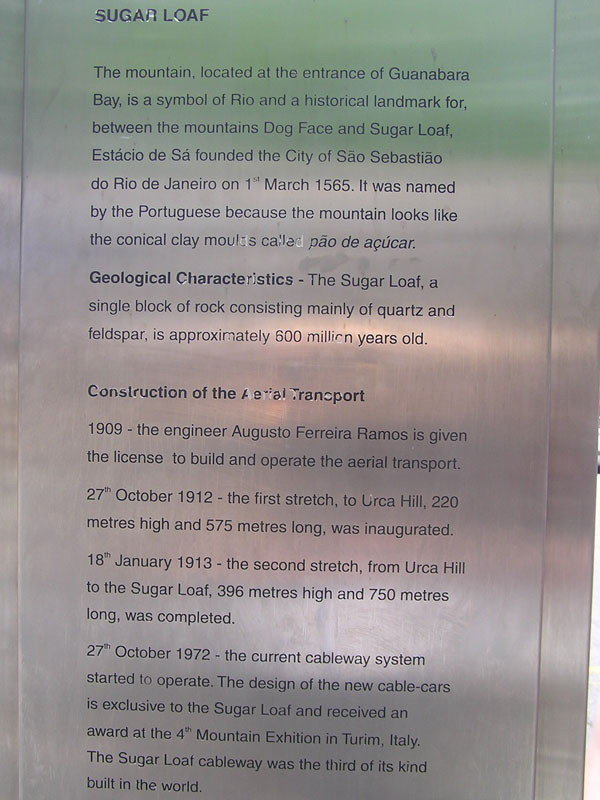 SUGAR LOAF
The mountain, located at the entrance of Guanabara
Bay, is a symbol of Rio and a historical landmark for,
between the mountains Dog Face and Sugar Loaf,
Estácio de Sá founded the City of São Sebastião
do Rio de Janeiro on 1st March 1565. It was named
by the Portuguese because the mountain looks like
the conical clay moulds called pão de açúcar.
Geological Characteristics - The Sugar Loaf, a
single block of rock consisting mainly of quartz and
feldspar, is approximately 600 million years old.
Construction of the Aerial Transport
1909 - the engineer Augusto Ferreira Ramos is given
the license to build and operate the aerial transport.
27th October 1912 - the first stretch, to Urca Hill, 220
metres high and 575 metres long, was inaugurated.
18th January 1913 - the second stretch, from Urca Hill
to the Sugar Loaf, 396 metres high and 750 metres
long, was completed.
27th October 1972 - the current cableway system
started to operate. The design of the new cable-cars
is exclusive to the Sugar Loaf and received an
award at the 4th Mountain Exhition in Turim, Italy.
The Sugar Loaf cableway was the third of its kind
built in the world.